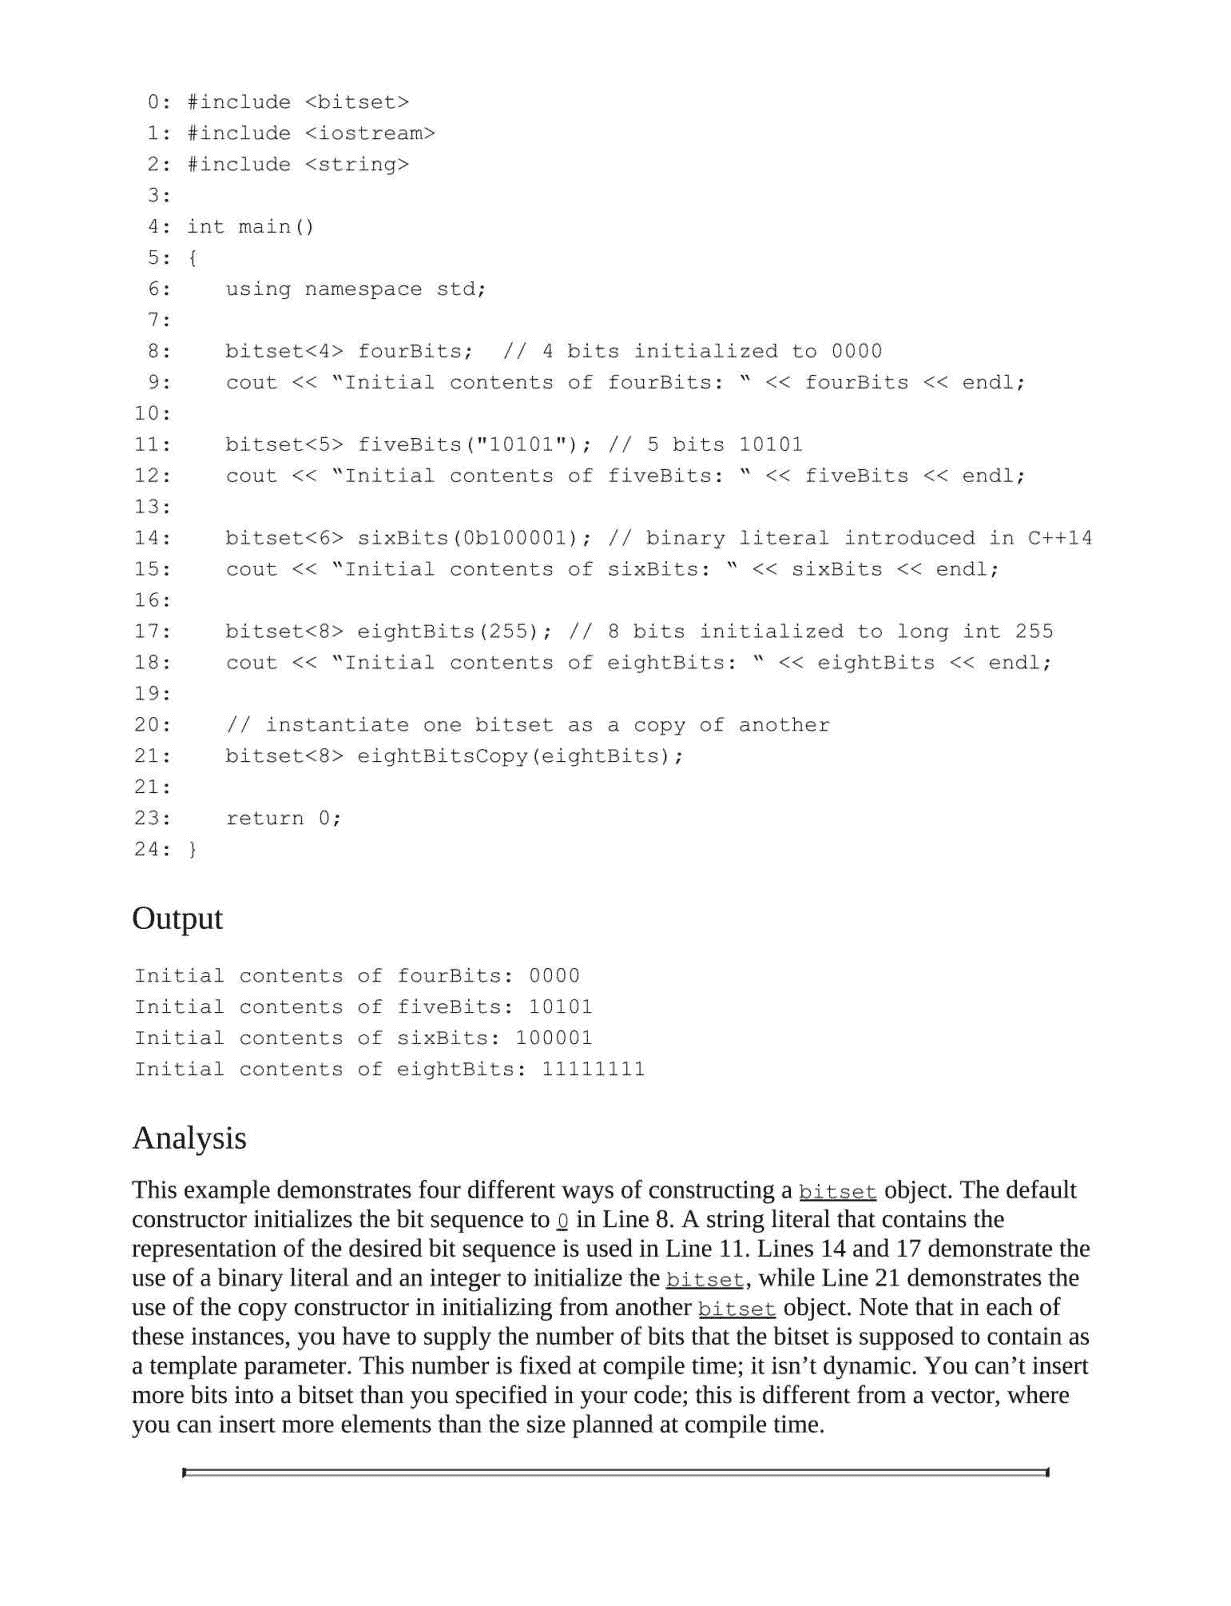 0: #include <bitset>
1: #include <iostream>
2: #include <string>
3:
4: int main()
5: {
6:    using namespace std;
7:
8:    bitset<4> fourBits;  // 4 bits initialized to 0000
9:    cout << “Initial contents of fourBits: “ << fourBits << endl;
10:
11:    bitset<5> fiveBits("10101"); // 5 bits 10101
12:    cout << “Initial contents of fiveBits: “ << fiveBits << endl;
13:
14:    bitset<6> sixBits(0b100001); // binary literal introduced in C++14
15:    cout << “Initial contents of sixBits: “ << sixBits << endl;
16:
17:    bitset<8> eightBits(255); // 8 bits initialized to long int 255
18:    cout << “Initial contents of eightBits: “ << eightBits << endl;
19:
20:    // instantiate one bitset as a copy of another
21:    bitset<8> eightBitsCopy(eightBits);
21:
23:    return 0;
24: }
Output
Initial contents of fourBits: 0000
Initial contents of fiveBits: 10101
Initial contents of sixBits: 100001
Initial contents of eightBits: 11111111
Analysis
This example demonstrates four different ways of constructing a bitset object. The default
constructor initializes the bit sequence to 0 in Line 8. A string literal that contains the
representation of the desired bit sequence is used in Line 11. Lines 14 and 17 demonstrate the
use of a binary literal and an integer to initialize the bitset, while Line 21 demonstrates the
use of the copy constructor in initializing from another bitset object. Note that in each of
these instances, you have to supply the number of bits that the bitset is supposed to contain as
a template parameter. This number is fixed at compile time; it isn’t dynamic. You can’t insert
more bits into a bitset than you specified in your code; this is different from a vector, where
you can insert more elements than the size planned at compile time.